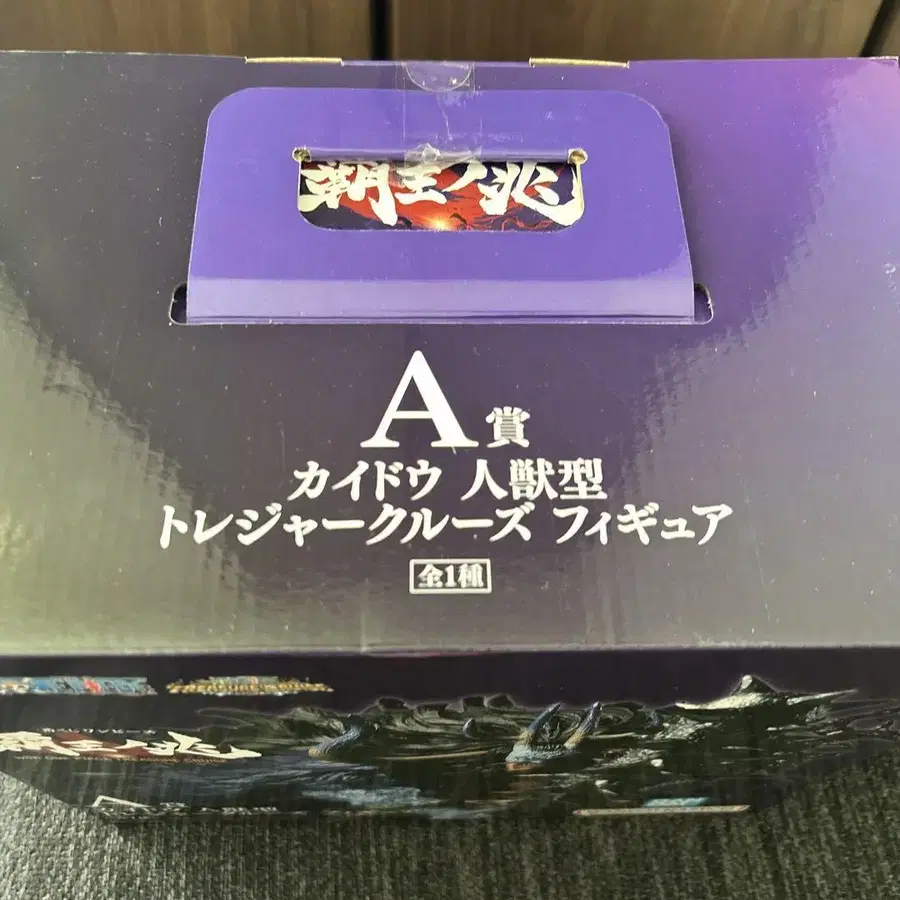 覇王ノ兆
A賞
カイドウ 人獣型
トレジャークルーズ フィギュア
全1種
覇王ノ兆